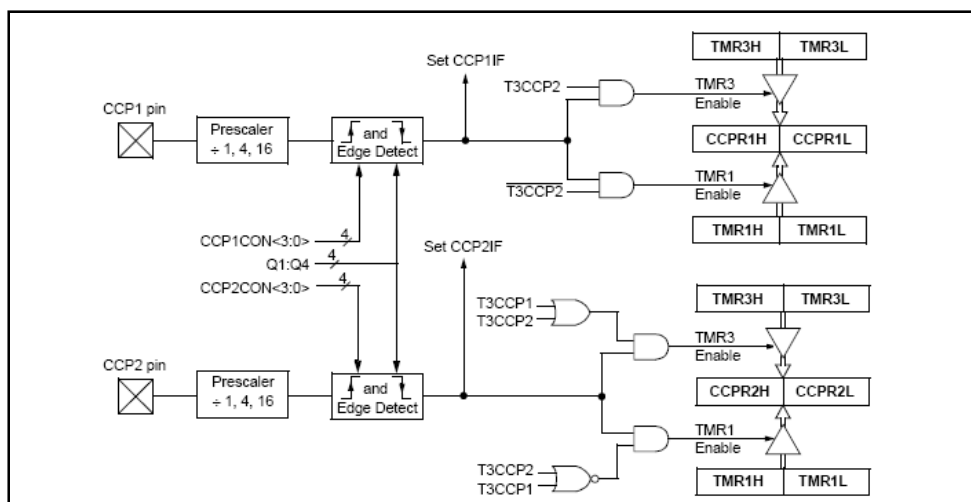 TMR3H TMR3L
Set CCP1IF
T3CCP2
TMR3
Enable
CCP1 pin
Prescaler
÷ 1, 4, 16
and
Edge Detect
CCPR1H CCPR1L
TMR1
Enable
T3CCP2
TMR1H TMR1L
CCP1CON<3:0> 4
Q1:Q4 4
CCP2CON<3:0> 4
Set CCP2IF
TMR3H TMR3L
T3CCP1
T3CCP2
TMR3
Enable
CCP2 pin
Prescaler
÷ 1, 4, 16
and
Edge Detect
CCPR2H CCPR2L
TMR1
Enable
T3CCP2
T3CCP1
TMR1H TMR1L